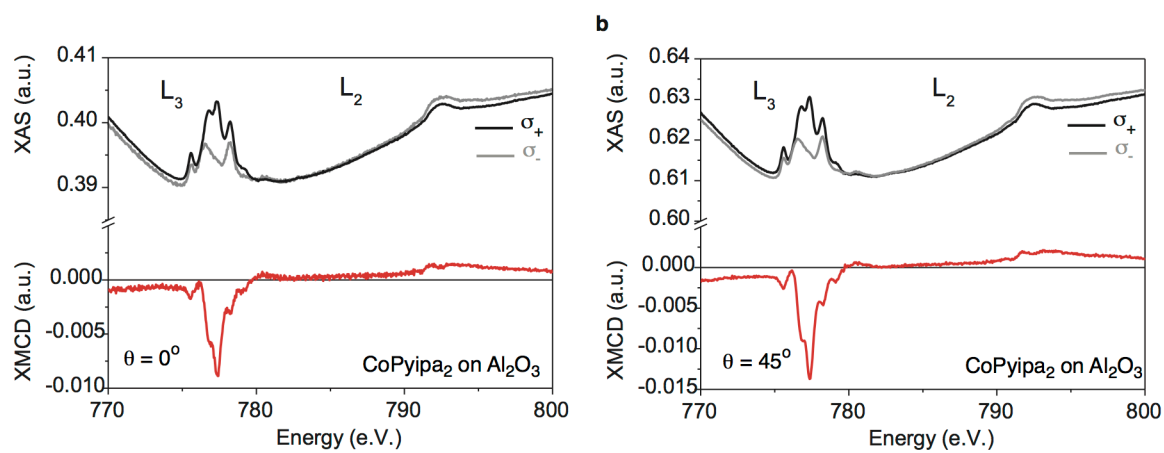 b
0.41
0.40
0.39
XAS (a.u.)
L3
L2
σ+
σ-
0.000
-0.005
-0.010
XMCD (a.u.)
θ = 0°
CoPyipa2 on Al2O3
770
780
790
800
Energy (e.V.)
0.64
0.63
0.62
0.61
0.60
XAS (a.u.)
L3
L2
σ+
σ-
0.000
-0.005
-0.010
-0.015
XMCD (a.u.)
θ = 45°
CoPyipa2 on Al2O3
770
780
790
800
Energy (e.V.)